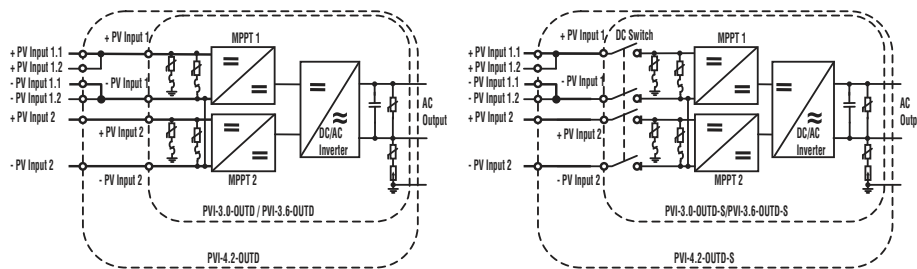 + PV Input 1
MPPT 1
+ PV Input 1.1
+ PV Input 1.2
- PV Input 1.1
- PV Input 1
- PV Input 1.2
+ PV Input 2
+ PV Input 2
- PV Input 2
- PV Input 2
MPPT 2
DC/AC
Inverter
AC
Output
PVI-3.0-OUTD / PVI-3.6-OUTD
PVI-4.2-OUTD
+ PV Input 1
DC Switch
MPPT 1
+ PV Input 1.1
+ PV Input 1.2
- PV Input 1.1
- PV Input 1
- PV Input 1.2
+ PV Input 2
+ PV Input 2
- PV Input 2
- PV Input 2
MPPT 2
DC/AC
Inverter
AC
Outp
PVI-3.0-OUTD-S/PVI-3.6-OUTD-S
PVI-4.2-OUTD-S